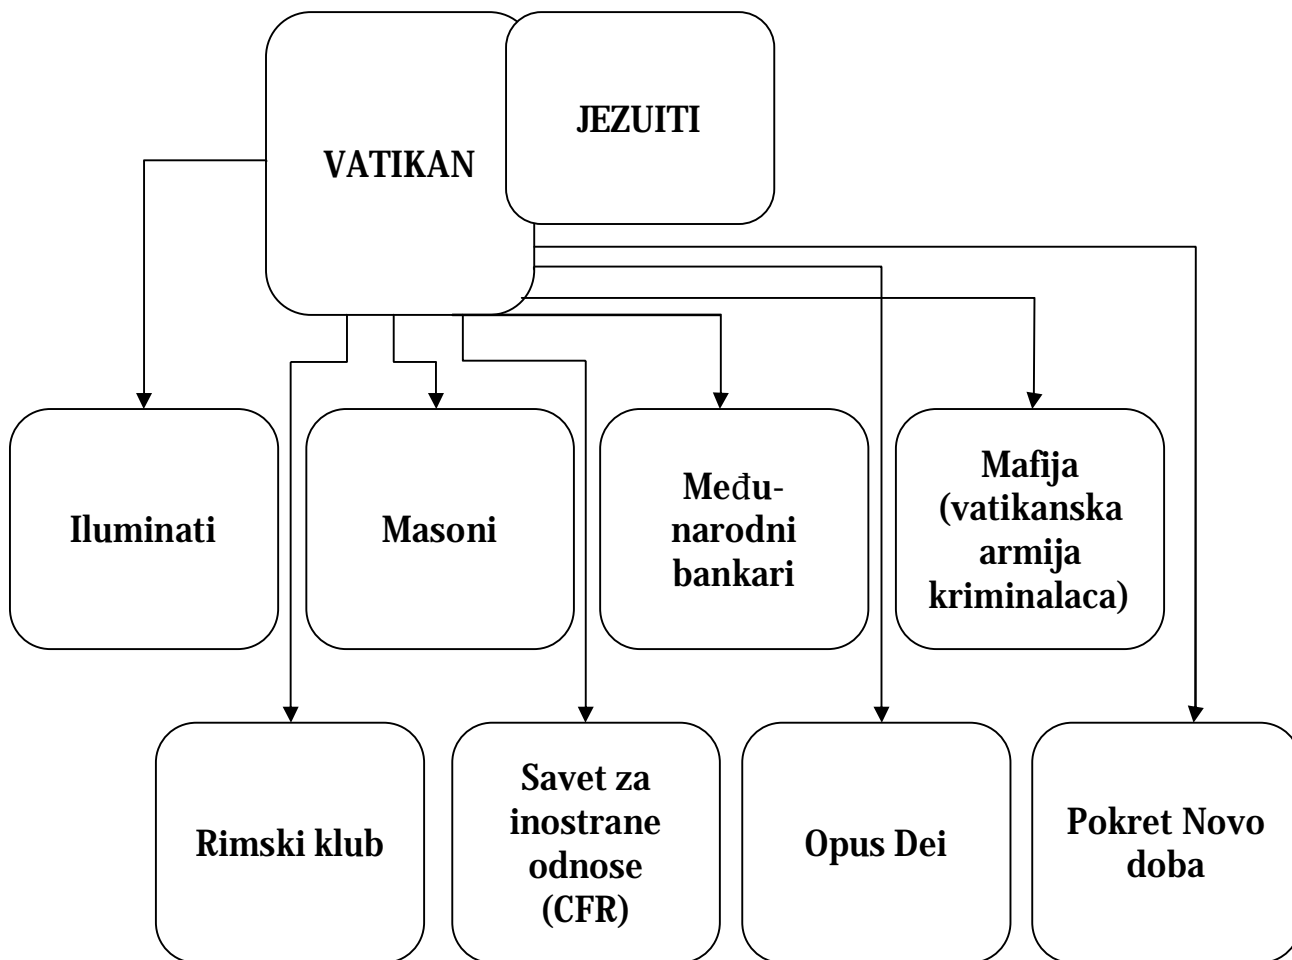 JEZUITI
VATIKAN
Iluminati
Masoni
Među-
narodni
bankari
Mafija
(vatikanska
armija
kriminalaca)
Rimski klub
Savet za
inostrane
odnose
(CFR)
Opus Dei
Pokret Novo
doba